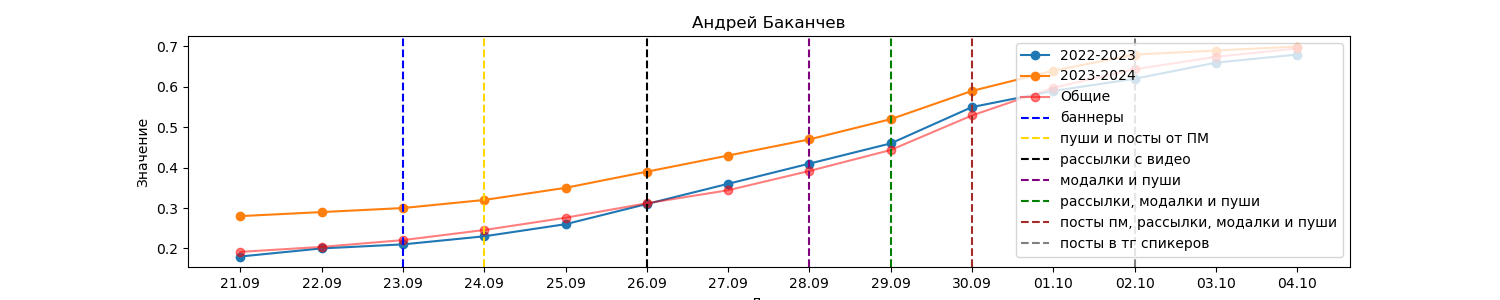 Андрей Баканчев
Значение
0.7
0.6
0.5
0.4
0.3
0.2
2022-2023
2023-2024
Общие
баннеры
пуши и посты от ПМ
рассылки с видео
модалки и пуши
рассылки, модалки и пуши
посты пм, рассылки, модалки и пуши
посты в тг спикеров
21.09 22.09 23.09 24.09 25.09 26.09 27.09 28.09 29.09 30.09 01.10 02.10 03.10 04.10